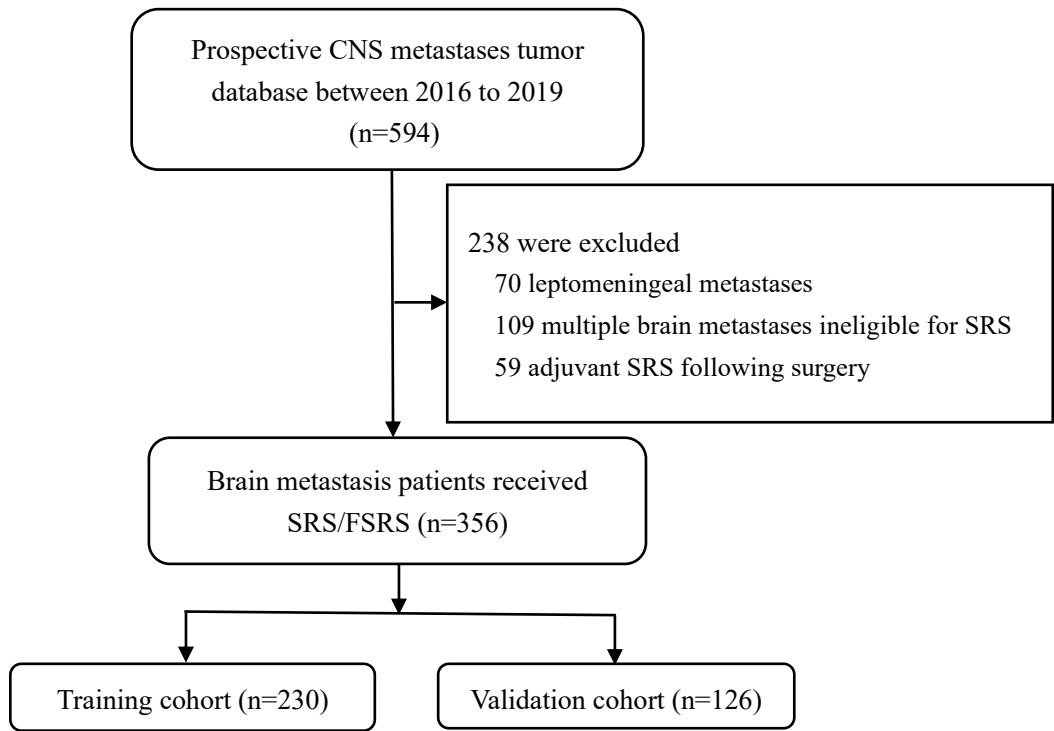 Prospective CNS metastases tumor
database between 2016 to 2019
(n=594)
238 were excluded
70 leptomeningeal metastases
109 multiple brain metastases ineligible for SRS
59 adjuvant SRS following surgery
Brain metastasis patients received
SRS/FSRS (n=356)
Training cohort (n=230)
Validation cohort (n=126)